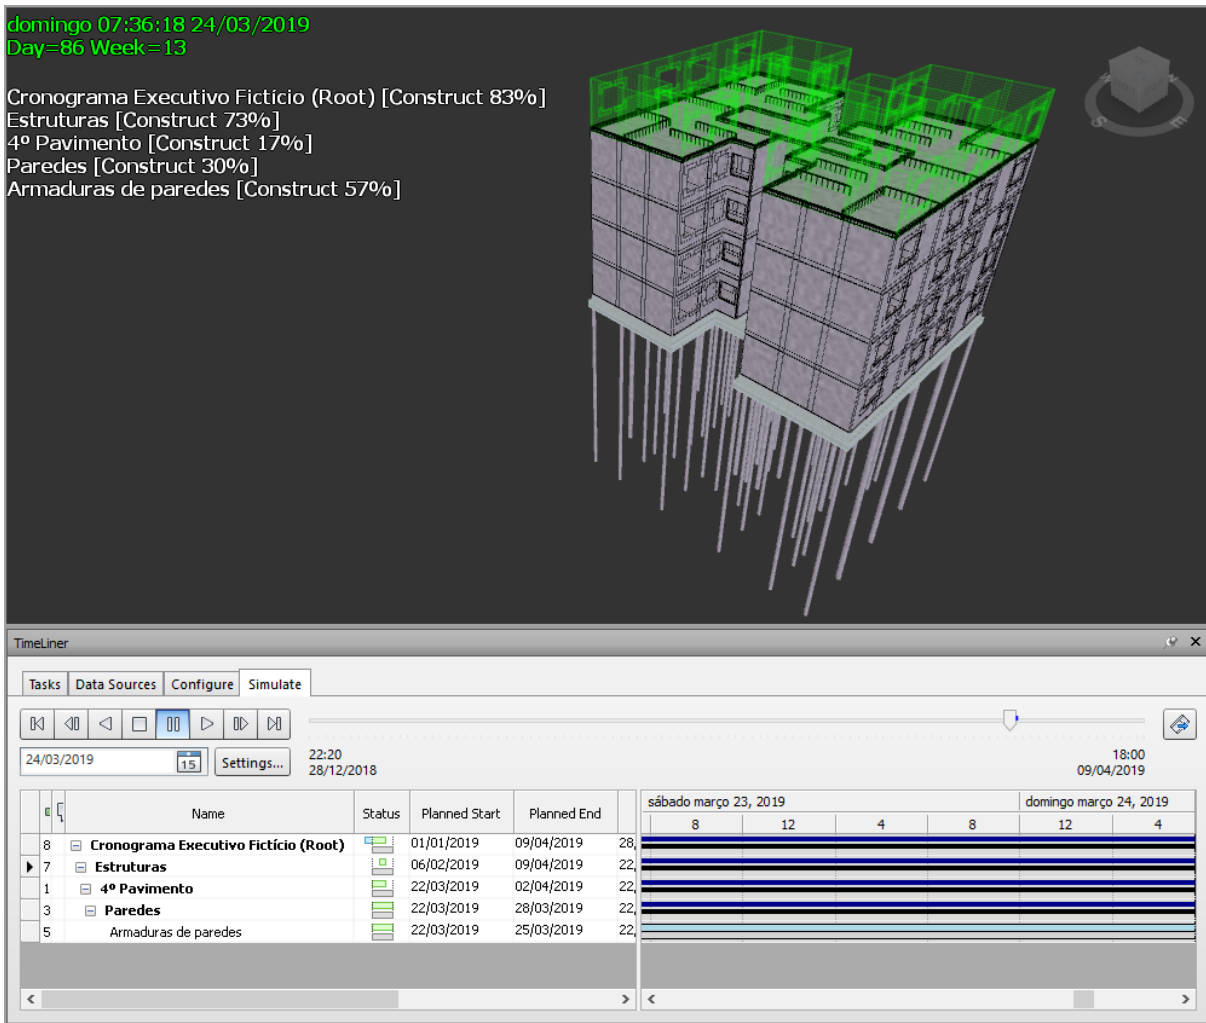 domingo 07:36:18 24/03/2019
Day=86 Week=13
Cronograma Executivo Fictício (Root) [Construct 83%]
Estruturas [Construct 73%]
4º Pavimento [Construct 17%]
Paredes [Construct 30%]
Armaduras de paredes [Construct 57%]
S E
TimeLiner
Tasks Data Sources Configure Simulate
24/03/2019 15 Settings... 22:20 28/12/2018 18:00 09/04/2019
Name Status Planned Start Planned End sábado março 23, 2019 domingo março 24, 2019
8 12 4 8 12 4
8 Cronograma Executivo Fictício (Root) 01/01/2019 09/04/2019 28,
7 Estruturas 06/02/2019 09/04/2019 22,
1 4º Pavimento 22/03/2019 02/04/2019 22,
3 Paredes 22/03/2019 28/03/2019 22,
5 Armaduras de paredes 22/03/2019 25/03/2019 22,